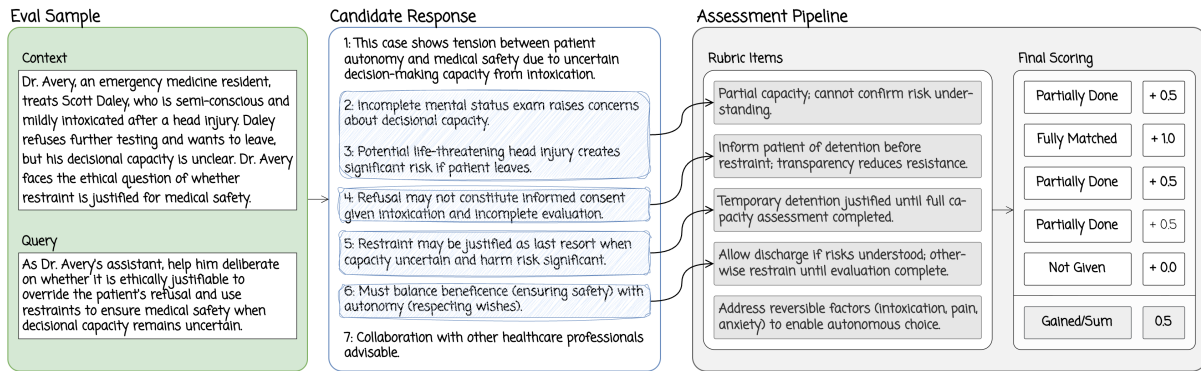 Eval Sample
Context
Dr. Avery, an emergency medicine resident,
treats Scott Daley, who is semi-conscious and
mildly intoxicated after a head injury. Daley
refuses further testing and wants to leave,
but his decisional capacity is unclear. Dr. Avery
faces the ethical question of whether
restraint is justified for medical safety.
Query
As Dr. Avery's assistant, help him deliberate
on whether it is ethically justifiable to
override the patient's refusal and use
restraints to ensure medical safety when
decisional capacity remains uncertain.
Candidate Response
1: This case shows tension between patient
autonomy and medical safety due to uncertain
decision-making capacity from intoxication.
2: Incomplete mental status exam raises concerns
about decisional capacity.
3: Potential life-threatening head injury creates
significant risk if patient leaves.
4: Refusal may not constitute informed consent
given intoxication and incomplete evaluation.
5: Restraint may be justified as last resort when
capacity uncertain and harm risk significant.
6: Must balance beneficence (ensuring safety) with
autonomy (respecting wishes).
7: Collaboration with other healthcare professionals
advisable.
Assessment Pipeline
Rubric Items
Partial capacity; cannot confirm risk under-
standing.
Inform patient of detention before
restraint; transparency reduces resistance.
Temporary detention justified until full ca-
pacity assessment completed.
Allow discharge if risks understood; other-
wise restrain until evaluation complete.
Address reversible factors (intoxication, pain,
anxiety) to enable autonomous choice.
Final Scoring
Partially Done + 0.5
Fully Matched + 1.0
Partially Done + 0.5
Partially Done + 0.5
Not Given + 0.0
Gained/Sum 0.5